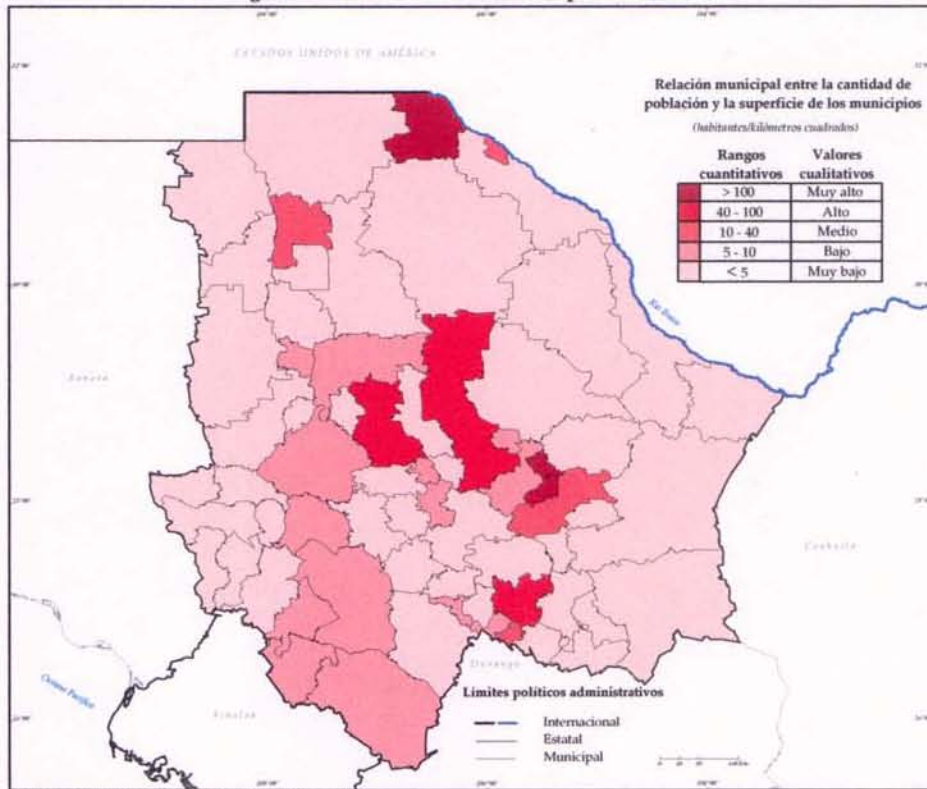 ESTADOS UNIDOS DE AMÉRICA
Relación municipal entre la cantidad de
población y la superficie de los municipios
(habitantes/kilómetros cuadrados)
Rangos cuantitativos Valores cualitativos
> 100 Muy alto
40 - 100 Alto
10 - 40 Medio
5 - 10 Bajo
< 5 Muy bajo
Río Bravo
Sonora
Coahuila
Durango
Océano Pacífico
Sinaloa
Límites políticos administrativos
Internacional
Estatal
Municipal